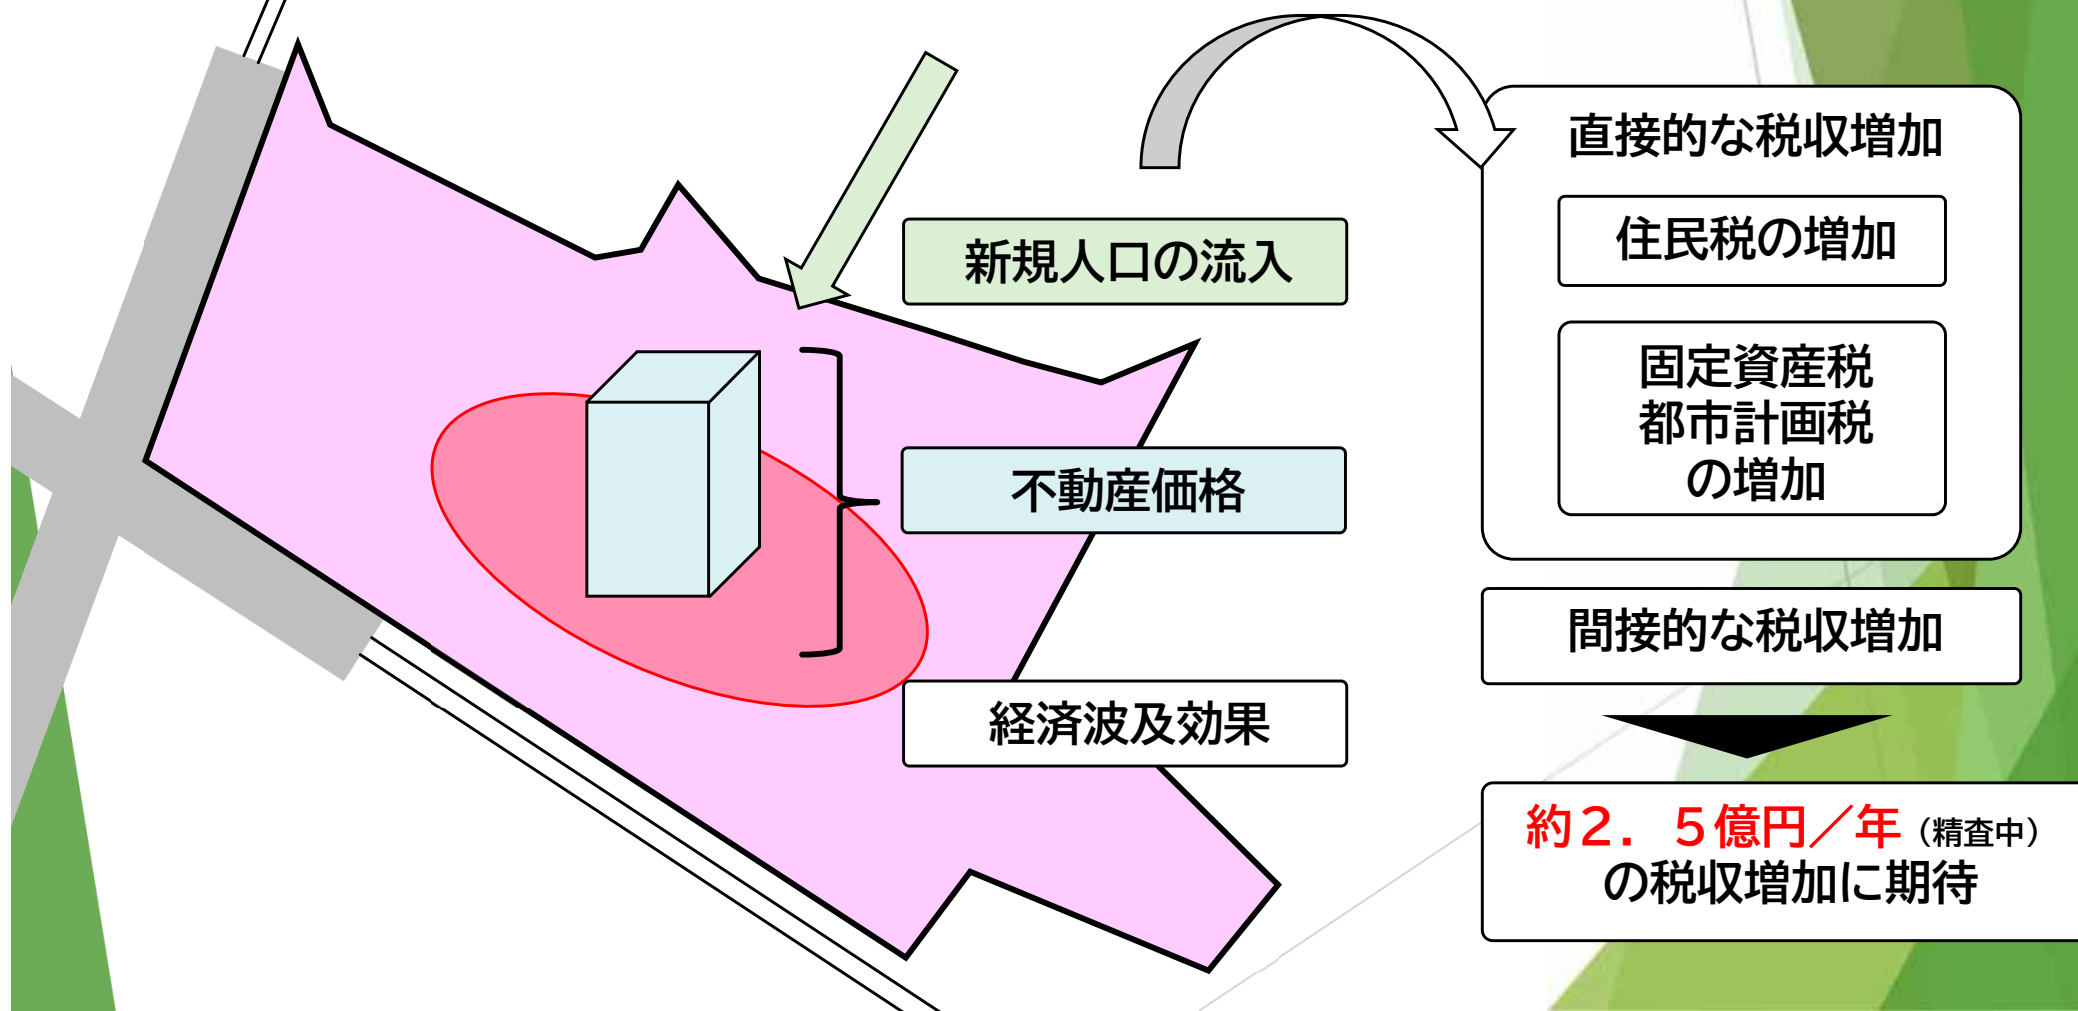 新規人口の流入
不動産価格
経済波及効果
直接的な税収増加
住民税の増加
固定資産税
都市計画税
の増加
間接的な税収増加
約２．５億円／年（精査中）
の税収増加に期待